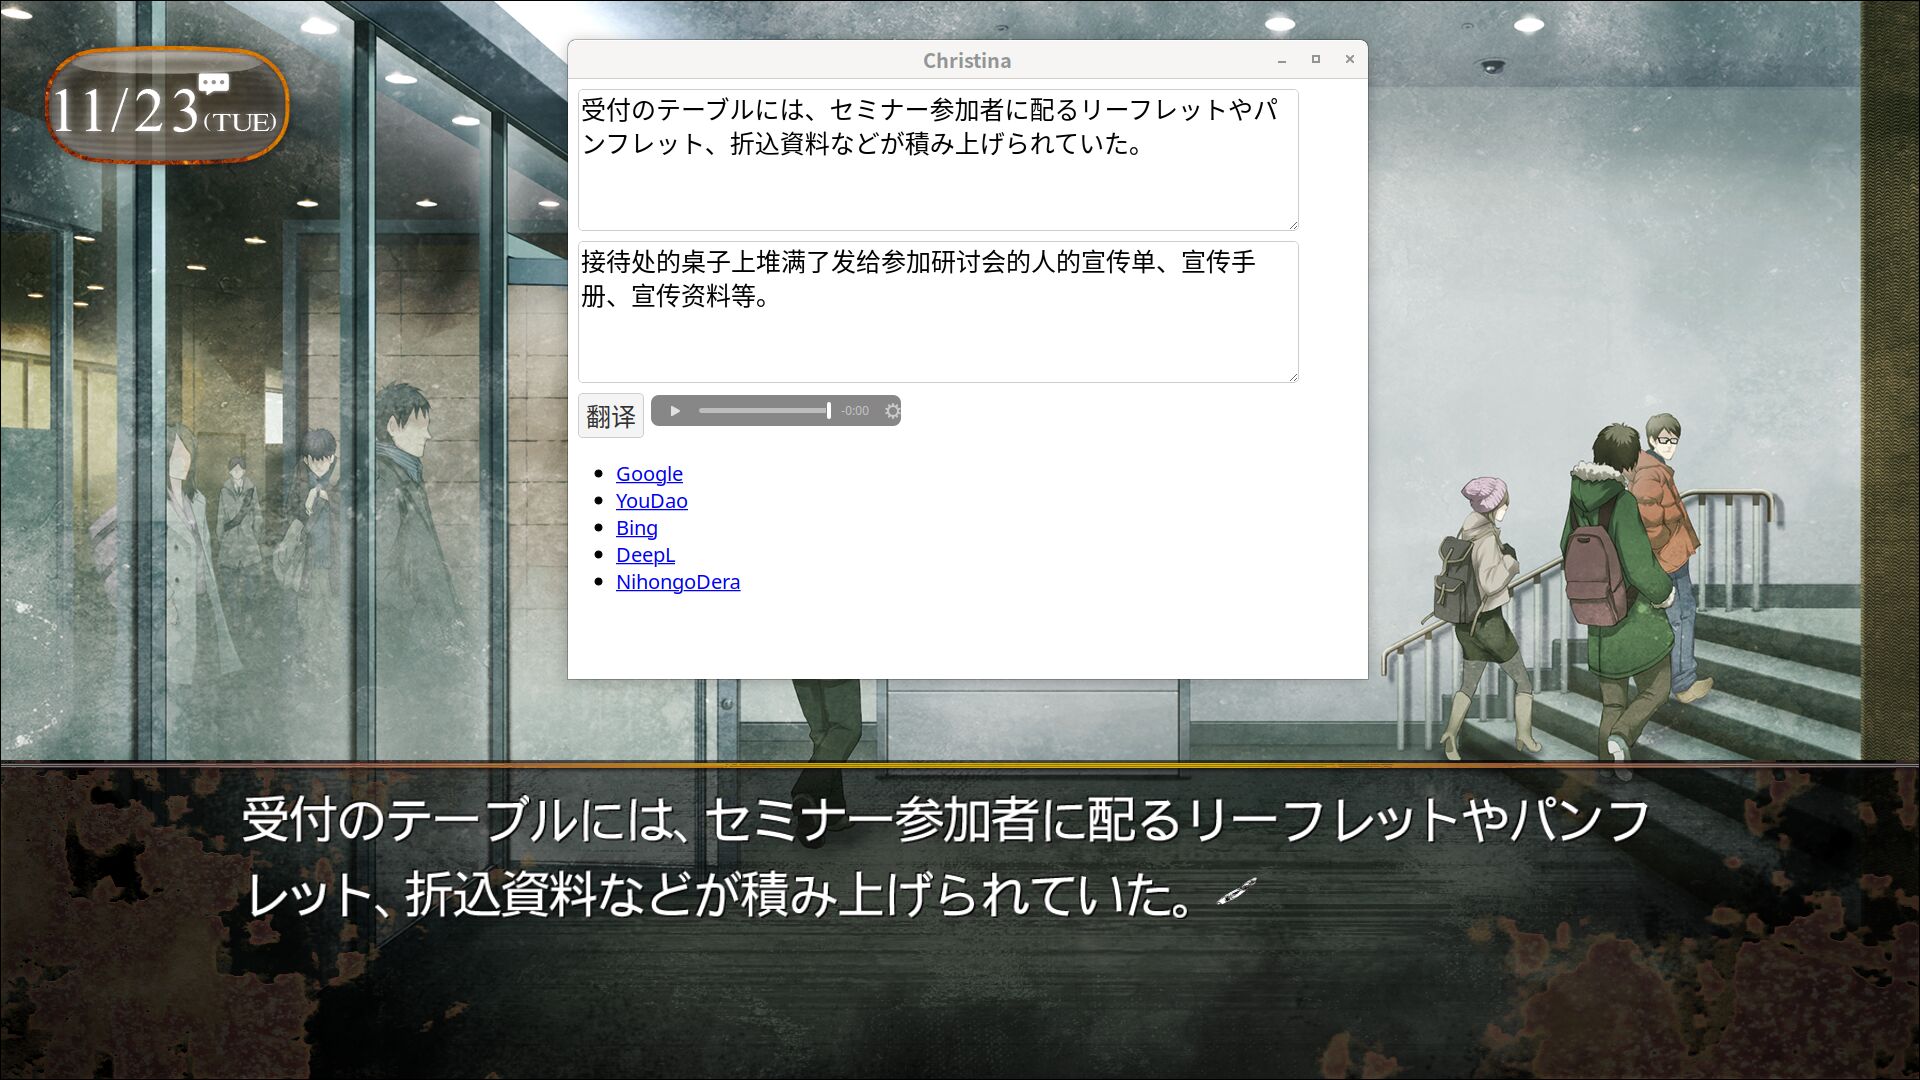 11/23(TUE)
Christina
受付のテーブルには、セミナー参加者に配るリーフレットやパ
ンフレット、折込資料などが積み上げられていた。
接待处的桌子上堆满了发给参加研讨会的人的宣传单、宣传手
册、宣传资料等。
翻译
-0:00
Google
YouDao
Bing
DeepL
NihongoDera
受付のテーブルには、セミナー参加者に配るリーフレットやパンフ
レット、折込資料などが積み上げられていた。